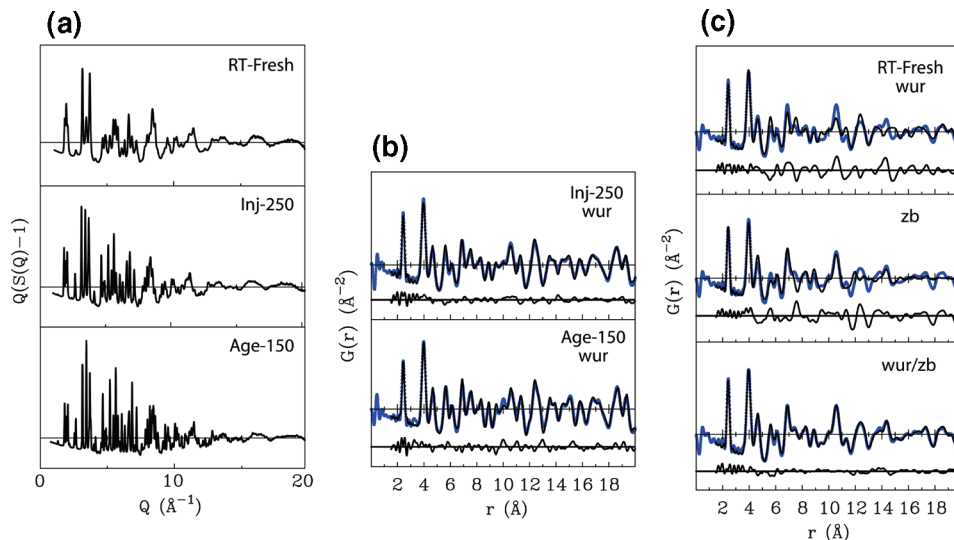 (a)
RT-Fresh
Inj-250
Age-150
Q(S(Q)−1)
0
10
20
Q (Å⁻¹)
(b)
Inj-250
wur
Age-150
wur
G(r) (Å⁻²)
2 4 6 8 10 12 14 16 18
r (Å)
(c)
RT-Fresh
wur
zb
wur/zb
G(r) (Å⁻²)
2 4 6 8 10 12 14 16 18
r (Å)